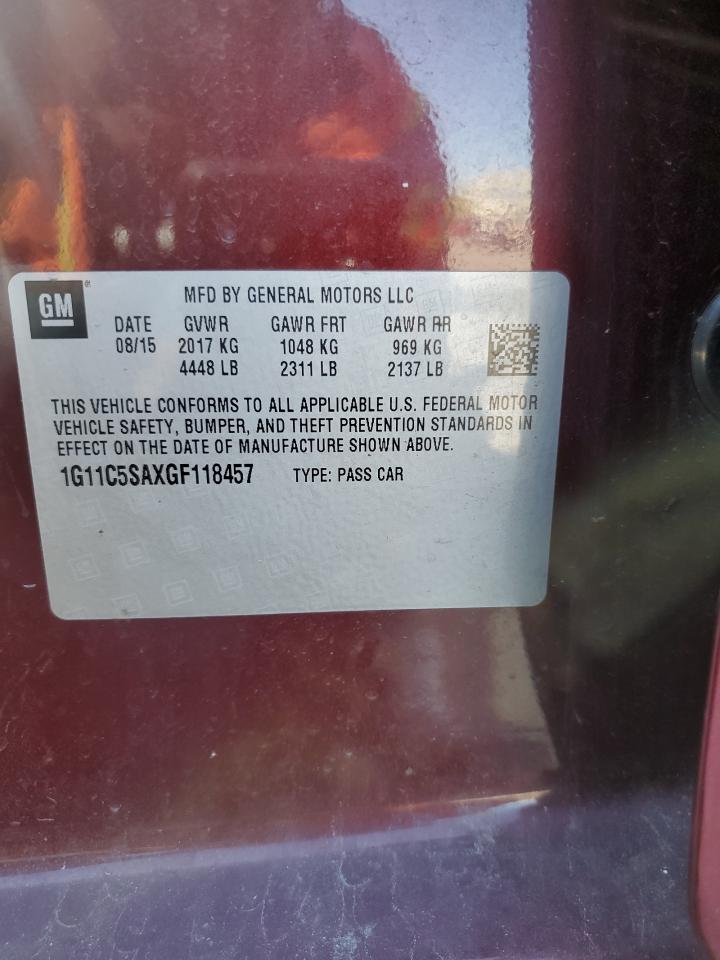 GM
MFD BY GENERAL MOTORS LLC
DATE GVWR GAWR FRT GAWR RR
08/15 2017 KG 1048 KG 969 KG
4448 LB 2311 LB 2137 LB
THIS VEHICLE CONFORMS TO ALL APPLICABLE U.S. FEDERAL MOTOR
VEHICLE SAFETY, BUMPER, AND THEFT PREVENTION STANDARDS IN
EFFECT ON THE DATE OF MANUFACTURE SHOWN ABOVE.
1G11C5SAXGF118457 TYPE: PASS CAR